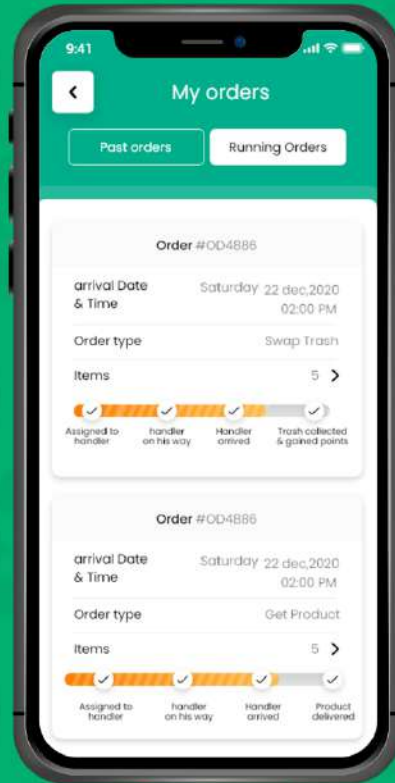 9:41
My orders
Past orders
Running Orders
Order #OD4886
arrival Date & Time
Saturday 22 dec,2020
02:00 PM
Order type
Swap Trash
Items
5
Assigned to handler
handler on his way
Handler arrived
Trash collected & gained points
Order #OD4886
arrival Date & Time
Saturday 22 dec,2020
02:00 PM
Order type
Get Product
Items
5
Assigned to handler
handler on his way
Handler arrived
Product delivered